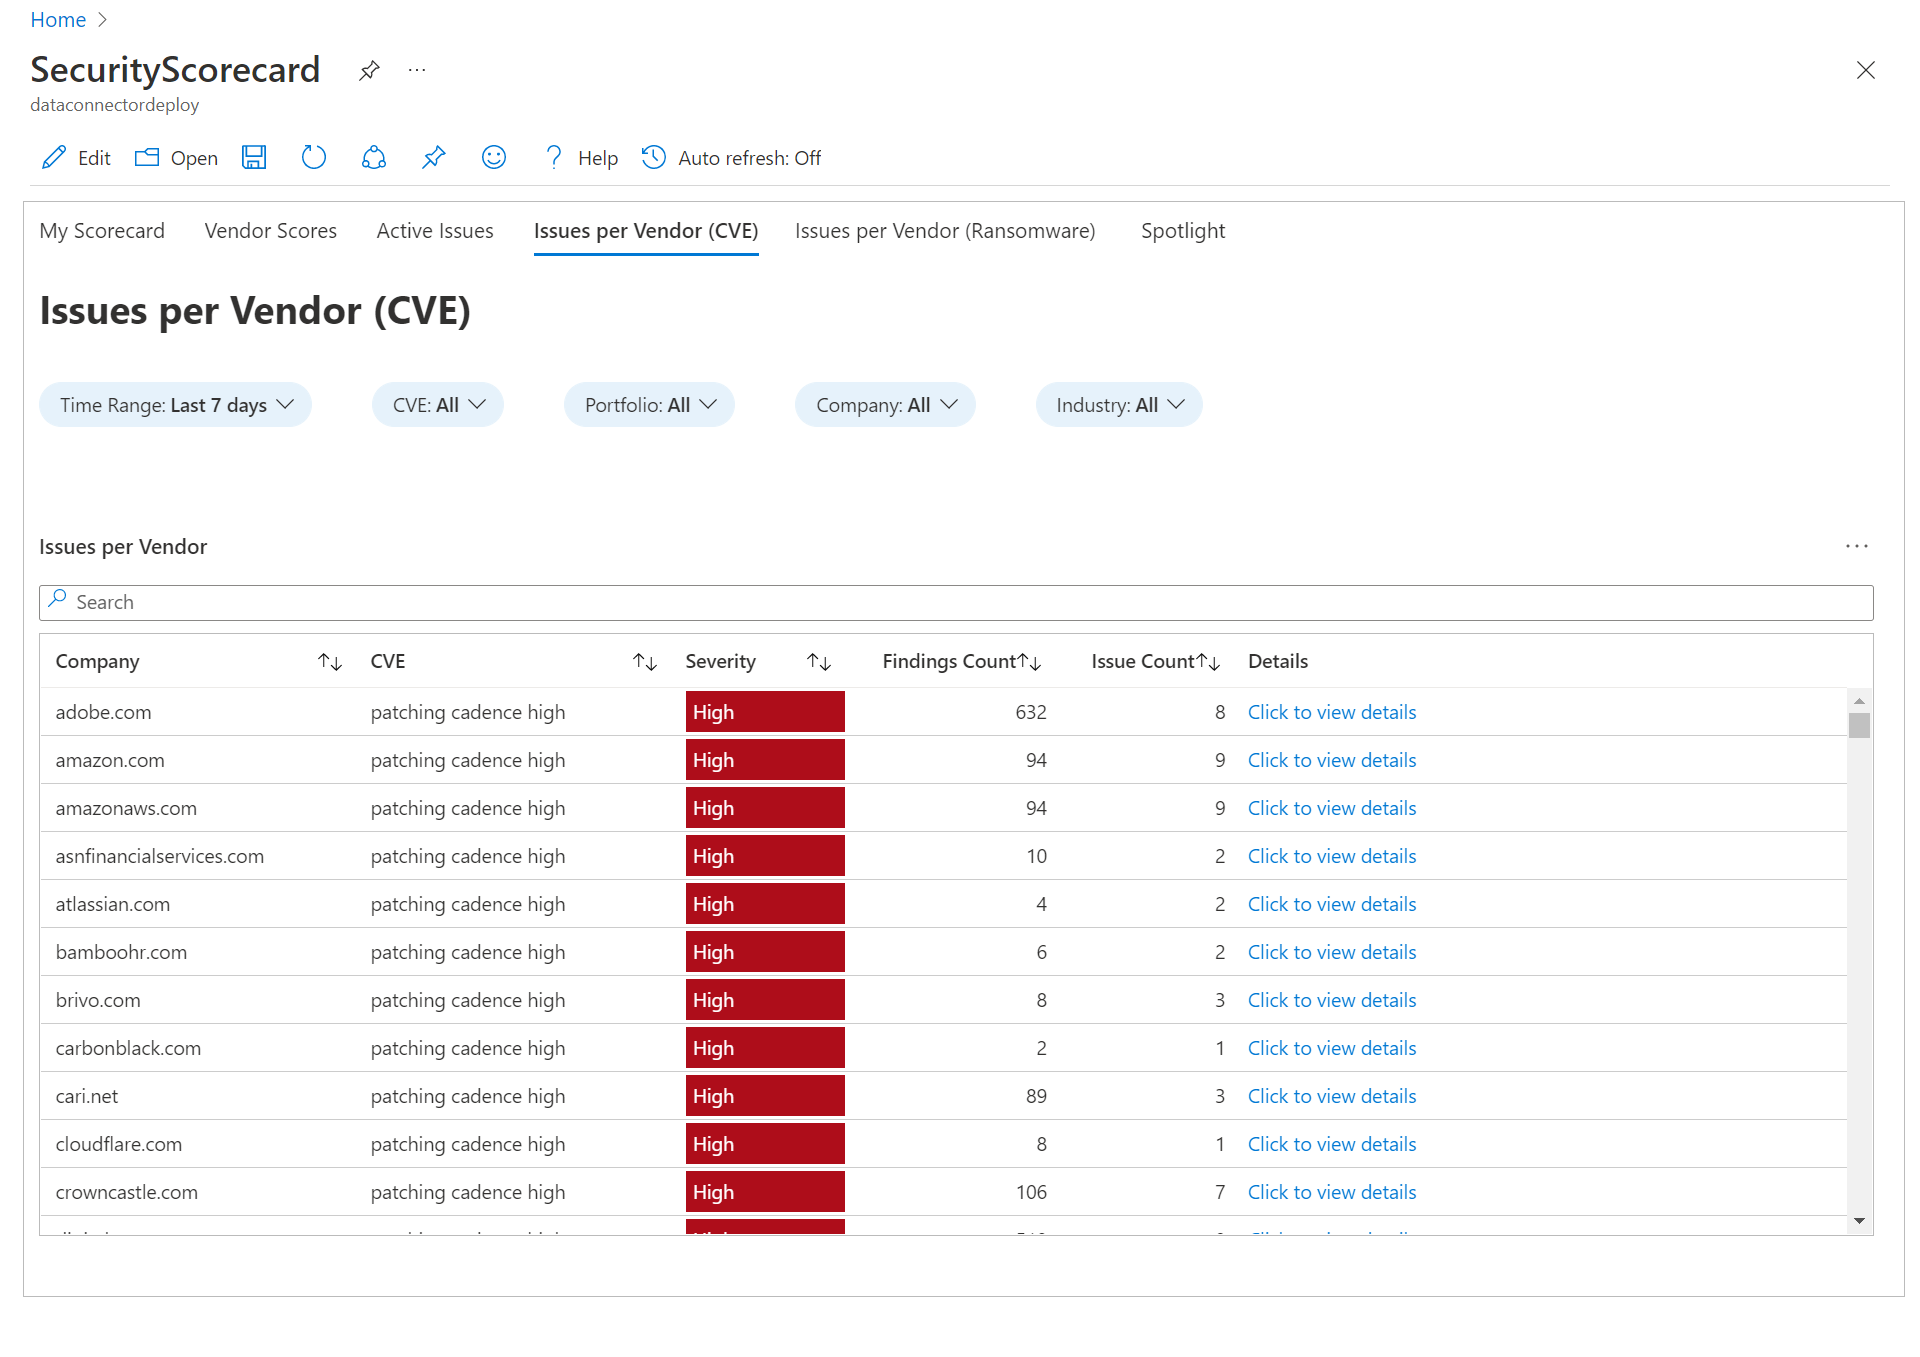 Home
SecurityScorecard ...
dataconnectordeploy
Edit Open Help Auto refresh: Off
My Scorecard Vendor Scores Active Issues Issues per Vendor (CVE) Issues per Vendor (Ransomware) Spotlight
Issues per Vendor (CVE)
Time Range: Last 7 days CVE: All Portfolio: All Company: All Industry: All
Issues per Vendor ...
Search
Company CVE Severity Findings Count Issue Count Details
adobe.com patching cadence high High 632 8 Click to view details
amazon.com patching cadence high High 94 9 Click to view details
amazonaws.com patching cadence high High 94 9 Click to view details
asnfinancialservices.com patching cadence high High 10 2 Click to view details
atlassian.com patching cadence high High 4 2 Click to view details
bamboohr.com patching cadence high High 6 2 Click to view details
brivo.com patching cadence high High 8 3 Click to view details
carbonblack.com patching cadence high High 2 1 Click to view details
cari.net patching cadence high High 89 3 Click to view details
cloudflare.com patching cadence high High 8 1 Click to view details
crowncastle.com patching cadence high High 106 7 Click to view details